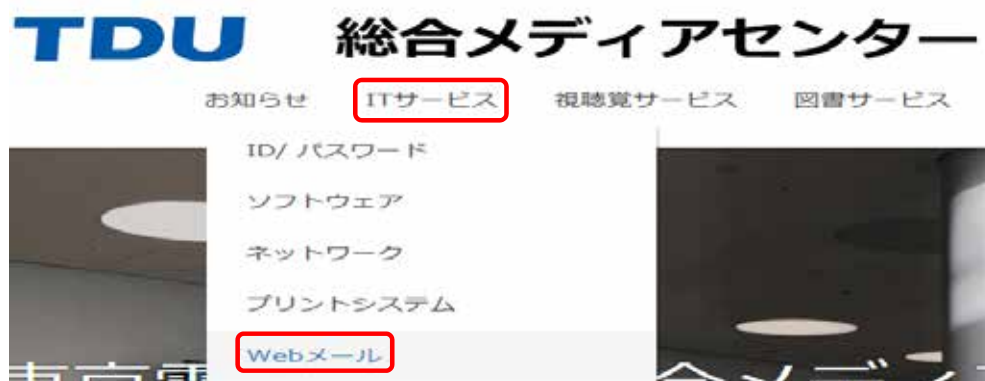 TDU 総合メディアセンター
お知らせ ITサービス 視聴覚サービス 図書サービス
ID/ パスワード
ソフトウェア
ネットワーク
プリントシステム
Webメール